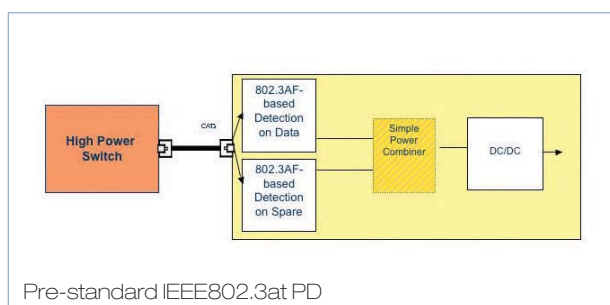 802.3AF-
based
Detection
on Data
High Power
Switch
Simple
Power
Combiner
DC/DC
802.3AF-
based
Detection
on Spare
Pre-standard IEEE802.3at PD